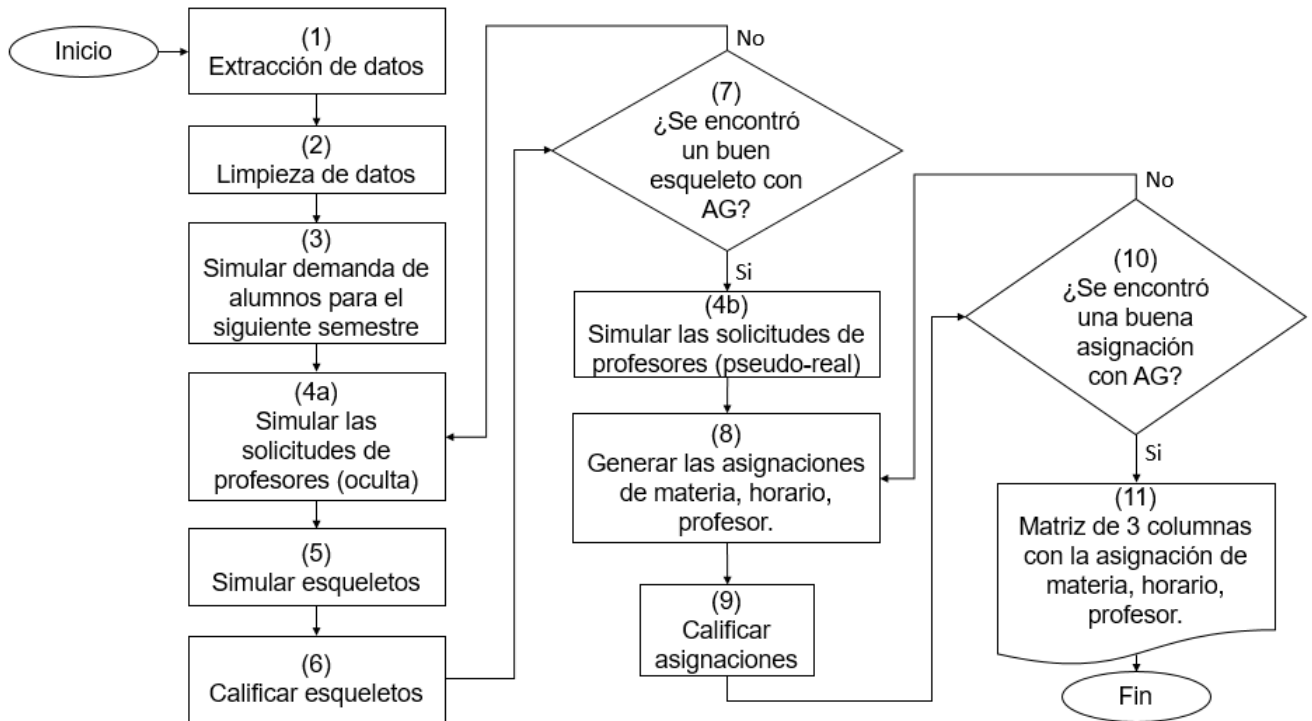 Inicio
(1)
Extracción de datos
(2)
Limpieza de datos
(3)
Simular demanda de
alumnos para el
siguiente semestre
(4a)
Simular las
solicitudes de
profesores (oculta)
(5)
Simular esqueletos
(6)
Calificar esqueletos
No
(7)
¿Se encontró
un buen
esqueleto con
AG?
Si
(4b)
Simular las solicitudes de
profesores (pseudo-real)
(8)
Generar las asignaciones
de materia, horario,
profesor.
(9)
Calificar
asignaciones
No
(10)
¿Se encontró
una buena
asignación
con AG?
Si
(11)
Matriz de 3 columnas
con la asignación de
materia, horario,
profesor.
Fin